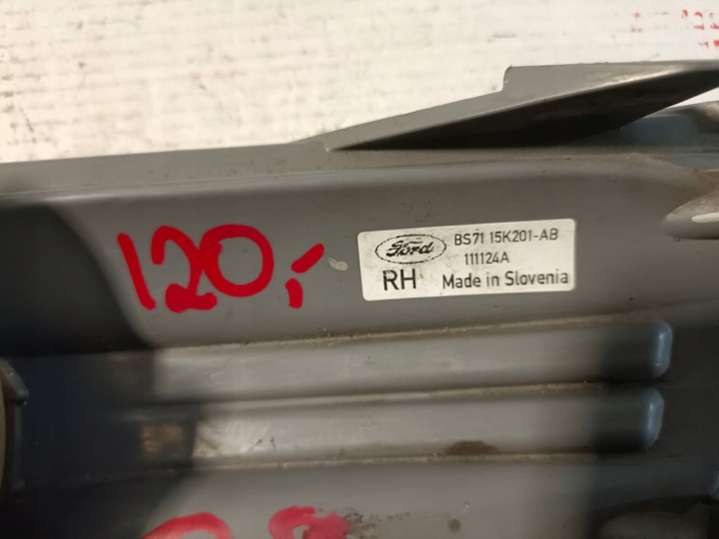 120,-
Ford
BS71 15K201-AB
111124A
RH
Made in Slovenia